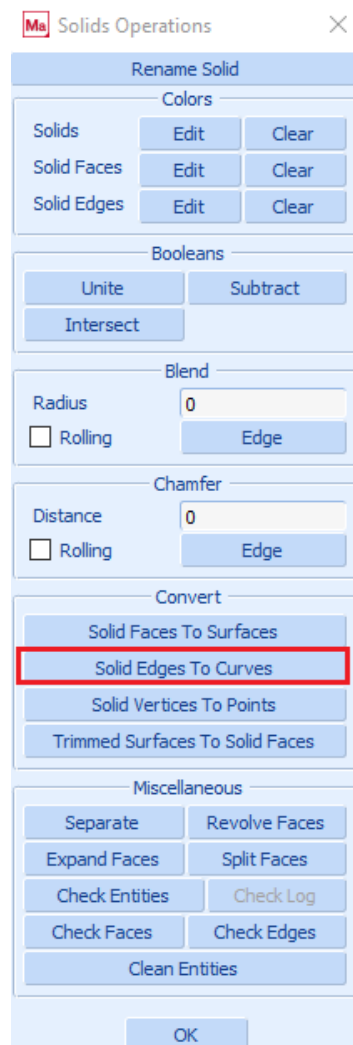 Ma Solids Operations
Rename Solid
Colors
Solids Edit Clear
Solid Faces Edit Clear
Solid Edges Edit Clear
Booleans
Unite Subtract
Intersect
Blend
Radius 0
Rolling Edge
Chamfer
Distance 0
Rolling Edge
Convert
Solid Faces To Surfaces
Solid Edges To Curves
Solid Vertices To Points
Trimmed Surfaces To Solid Faces
Miscellaneous
Separate Revolve Faces
Expand Faces Split Faces
Check Entities Check Log
Check Faces Check Edges
Clean Entities
OK